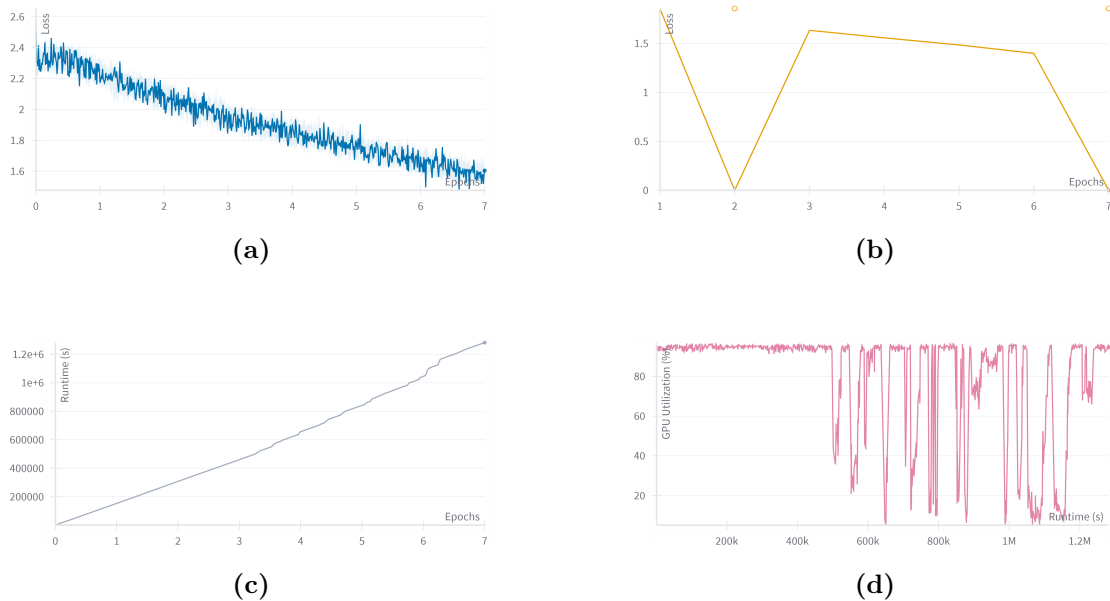 Loss
2.6
2.4
2.2
2
1.8
1.6
Epochs
0 1 2 3 4 5 6 7
(a)
Loss
1.5
1
0.5
0
Epochs
1 2 3 4 5 6 7
(b)
Runtime (s)
1.2e+6
1e+6
800000
600000
400000
200000
Epochs
0 1 2 3 4 5 6 7
(c)
GPU Utilization (%)
80
60
40
20
Runtime (s)
200k 400k 600k 800k 1M 1.2M
(d)